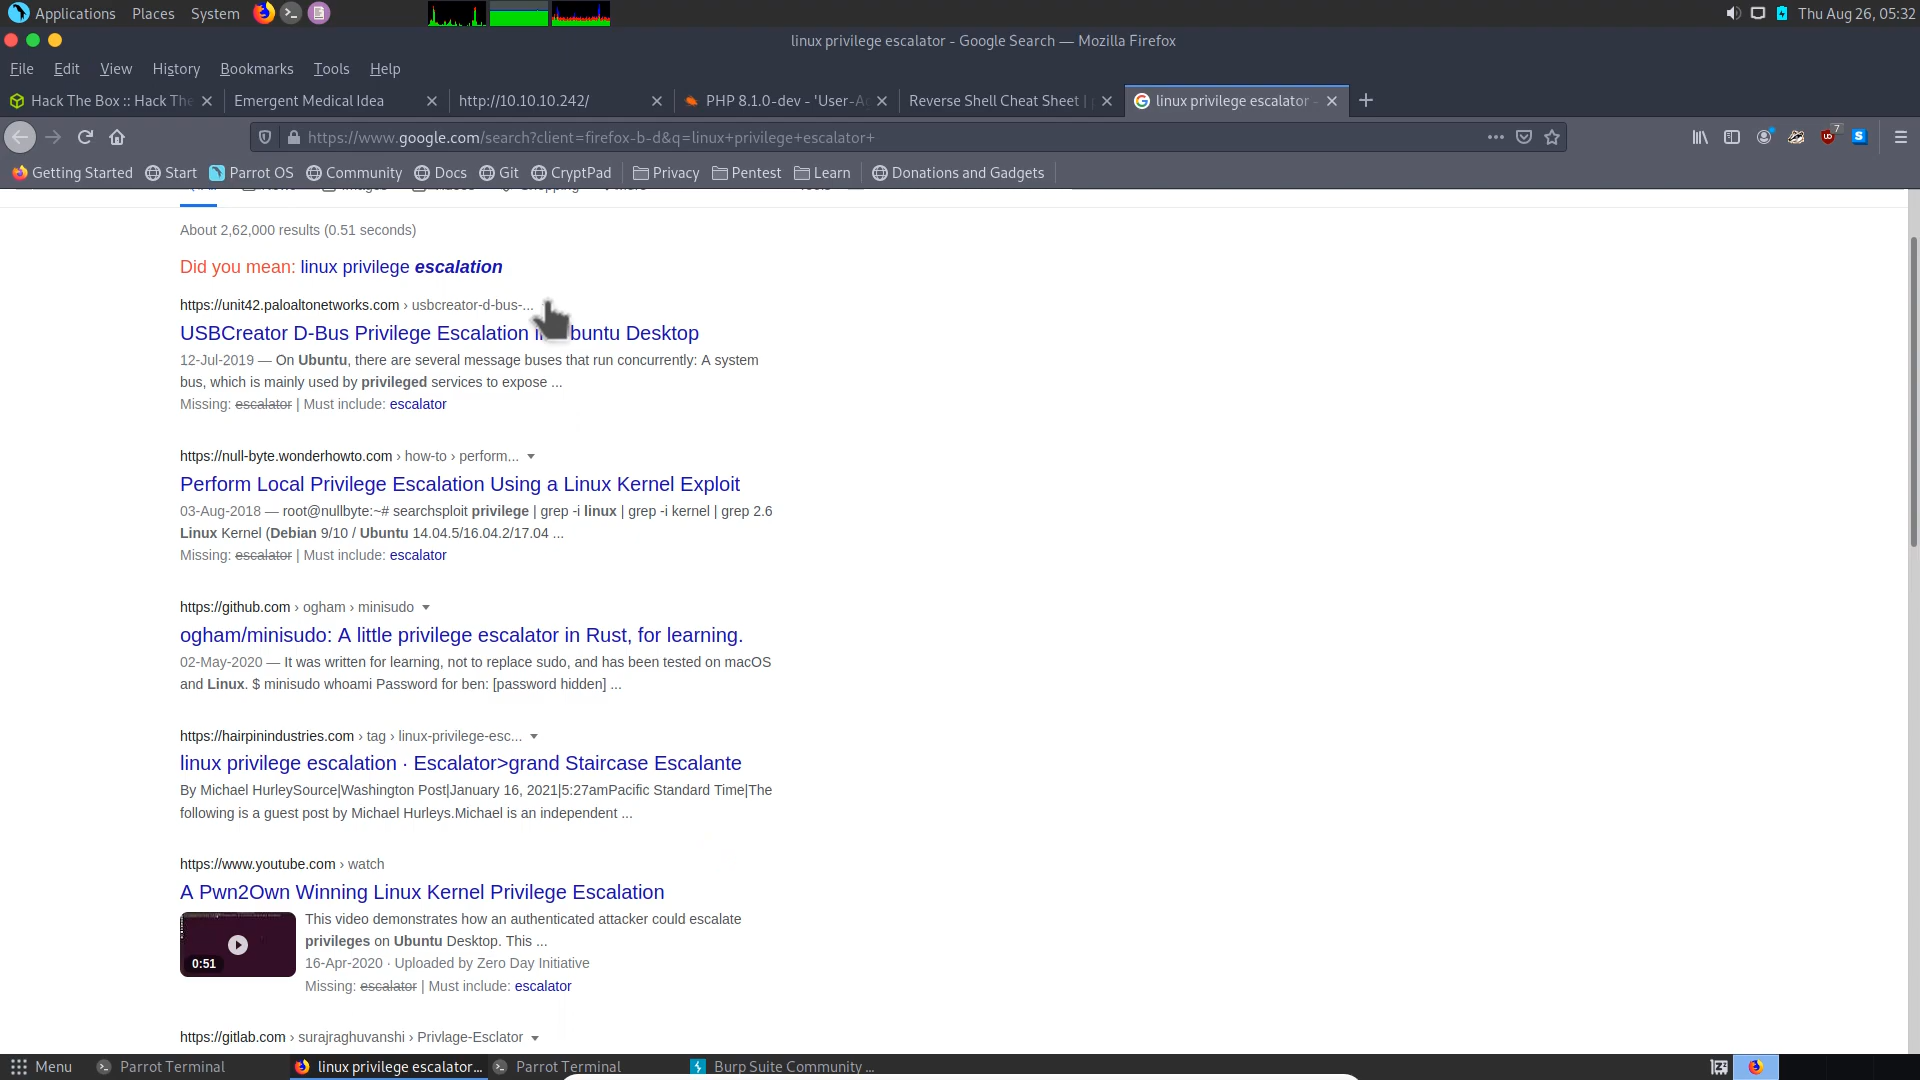 Applications Places System Thu Aug 26, 05:32
linux privilege escalator - Google Search — Mozilla Firefox
File Edit View History Bookmarks Tools Help
Hack The Box :: Hack The Emergent Medical Idea http://10.10.10.242/ PHP 8.1.0-dev - 'User-A Reverse Shell Cheat Sheet | linux privilege escalator -
https://www.google.com/search?client=firefox-b-d&q=linux+privilege+escalator+ 7
Getting Started Start Parrot OS Community Docs Git CryptPad Privacy Pentest Learn Donations and Gadgets
About 2,62,000 results (0.51 seconds)
Did you mean: linux privilege escalation
https://unit42.paloaltonetworks.com › usbcreator-d-bus-...
USBCreator D-Bus Privilege Escalation Desktop
12-Jul-2019 — On Ubuntu, there are several message buses that run concurrently: A system
bus, which is mainly used by privileged services to expose ...
Missing: escalator | Must include: escalator
https://null-byte.wonderhowto.com › how-to › perform...
Perform Local Privilege Escalation Using a Linux Kernel Exploit
03-Aug-2018 — root@nullbyte:~# searchsploit privilege | grep -i linux | grep -i kernel | grep 2.6
Linux Kernel (Debian 9/10 / Ubuntu 14.04.5/16.04.2/17.04 ...
Missing: escalator | Must include: escalator
https://github.com › ogham › minisudo
ogham/minisudo: A little privilege escalator in Rust, for learning.
02-May-2020 — It was written for learning, not to replace sudo, and has been tested on macOS
and Linux. $ minisudo whoami Password for ben: [password hidden] ...
https://hairpinindustries.com › tag › linux-privilege-esc...
linux privilege escalation · Escalator>grand Staircase Escalante
By Michael HurleySource|Washington Post|January 16, 2021|5:27amPacific Standard Time|The
following is a guest post by Michael Hurleys.Michael is an independent ...
https://www.youtube.com › watch
A Pwn2Own Winning Linux Kernel Privilege Escalation
This video demonstrates how an authenticated attacker could escalate
privileges on Ubuntu Desktop. This ...
0:51
16-Apr-2020 · Uploaded by Zero Day Initiative
Missing: escalator | Must include: escalator
https://gitlab.com › surajraghuvanshi › Privlage-Esclator
Menu Parrot Terminal linux privilege escalator... Parrot Terminal Burp Suite Community ...